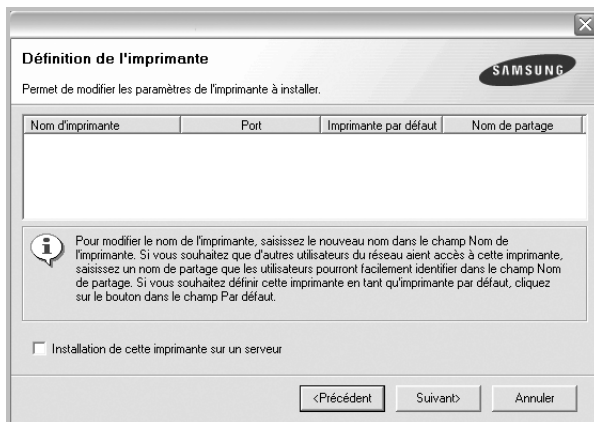 Définition de l'imprimante
SAMSUNG
Permet de modifier les paramètres de l'imprimante à installer.
Nom d'imprimante Port Imprimante par défaut Nom de partage
Pour modifier le nom de l'imprimante, saisissez le nouveau nom dans le champ Nom de
l'imprimante. Si vous souhaitez que d'autres utilisateurs du réseau aient accès à cette imprimante,
saisissez un nom de partage que les utilisateurs pourront facilement identifier dans le champ Nom
de partage. Si vous souhaitez définir cette imprimante en tant qu'imprimante par défaut, cliquez
sur le bouton dans le champ Par défaut.
Installation de cette imprimante sur un serveur
<Précédent Suivant> Annuler